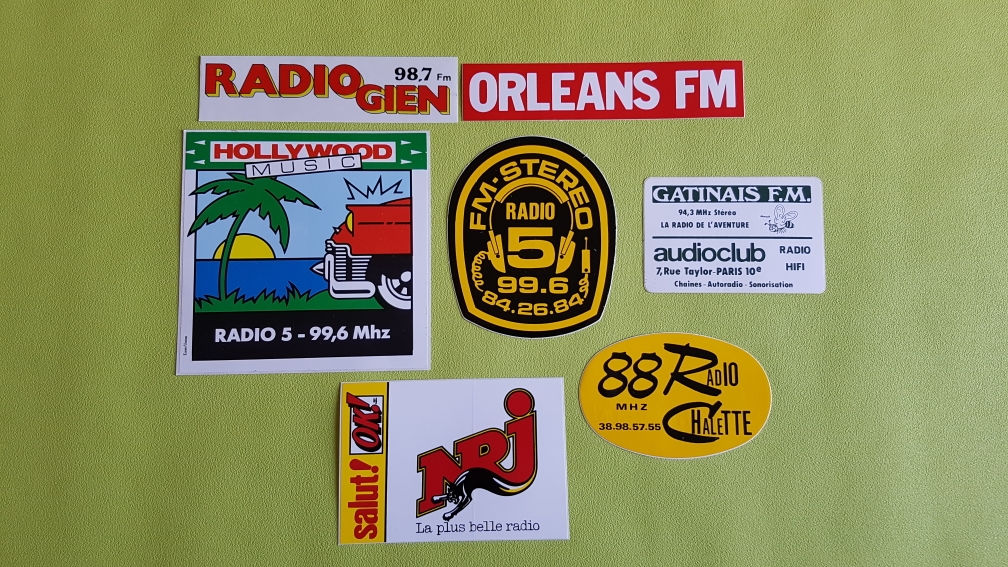 RADIO GIEN
98,7 Fm
ORLEANS FM
HOLLYWOOD
MUSIC
RADIO 5 - 99,6 Mhz
FM-STEREO
RADIO
5
99.6
84.26.84
GATINAIS F.M.
94,3 MHz Stéréo
LA RADIO DE L'AVENTURE
audioclub
RADIO
HIFI
7, Rue Taylor-PARIS 10e
Chaines - Autoradio - Sonorisation
88 RADIO
MHZ
38.98.57.55
CHALETTE
salut! OK!
NRJ
La plus belle radio